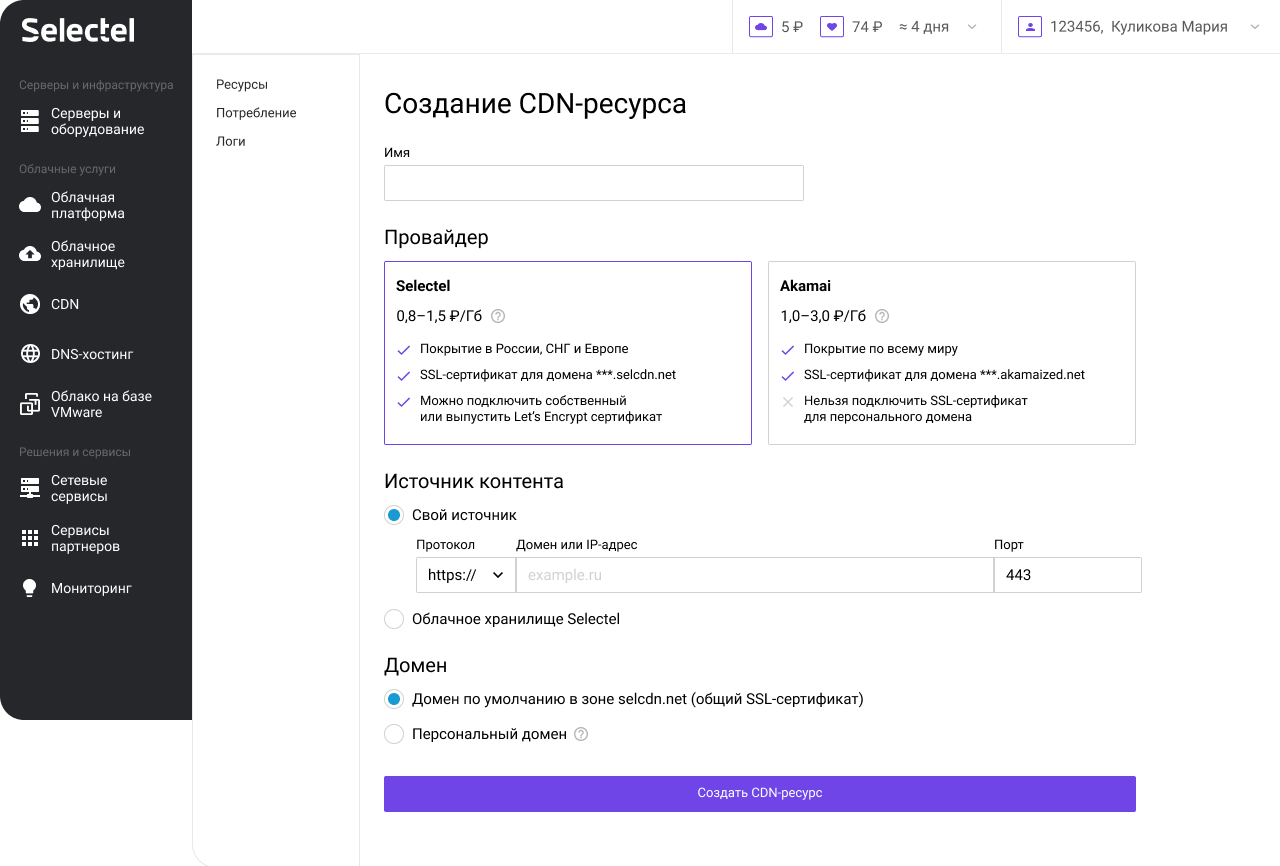 Selectel
5 ₽
74 ₽
≈ 4 дня
123456, Куликова Мария
Серверы и инфраструктура
Серверы и
оборудование
Облачные услуги
Облачная
платформа
Облачное
хранилище
CDN
DNS-хостинг
Облако на базе
VMware
Решения и сервисы
Сетевые
сервисы
Сервисы
партнеров
Мониторинг
Ресурсы
Потребление
Логи
Создание CDN-ресурса
Имя
Провайдер
Selectel
0,8–1,5 ₽/Гб
Покрытие в России, СНГ и Европе
SSL-сертификат для домена ***.selcdn.net
Можно подключить собственный
или выпустить Let’s Encrypt сертификат
Akamai
1,0–3,0 ₽/Гб
Покрытие по всему миру
SSL-сертификат для домена ***.akamaized.net
Нельзя подключить SSL-сертификат
для персонального домена
Источник контента
Свой источник
Протокол
Домен или IP-адрес
Порт
https://
example.ru
443
Облачное хранилище Selectel
Домен
Домен по умолчанию в зоне selcdn.net (общий SSL-сертификат)
Персональный домен
Создать CDN-ресурс